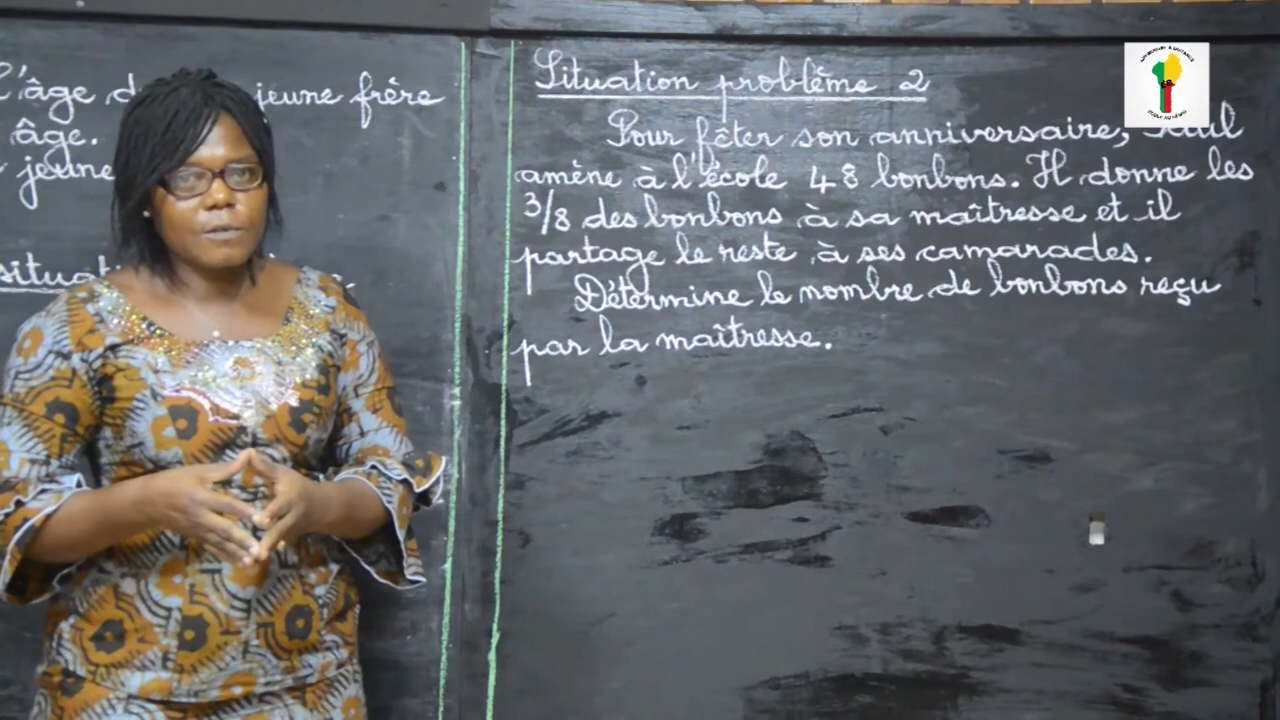 l'âge d jeune frère
âge.
jeune
situat
Situation problème 2
Pour fêter son anniversaire,
amène à l'école 48 bonbons. Il donne les
3/8 des bonbons à sa maîtresse et il
partage le reste à ses camarades.
Détermine le nombre de bonbons reçu
par la maîtresse.